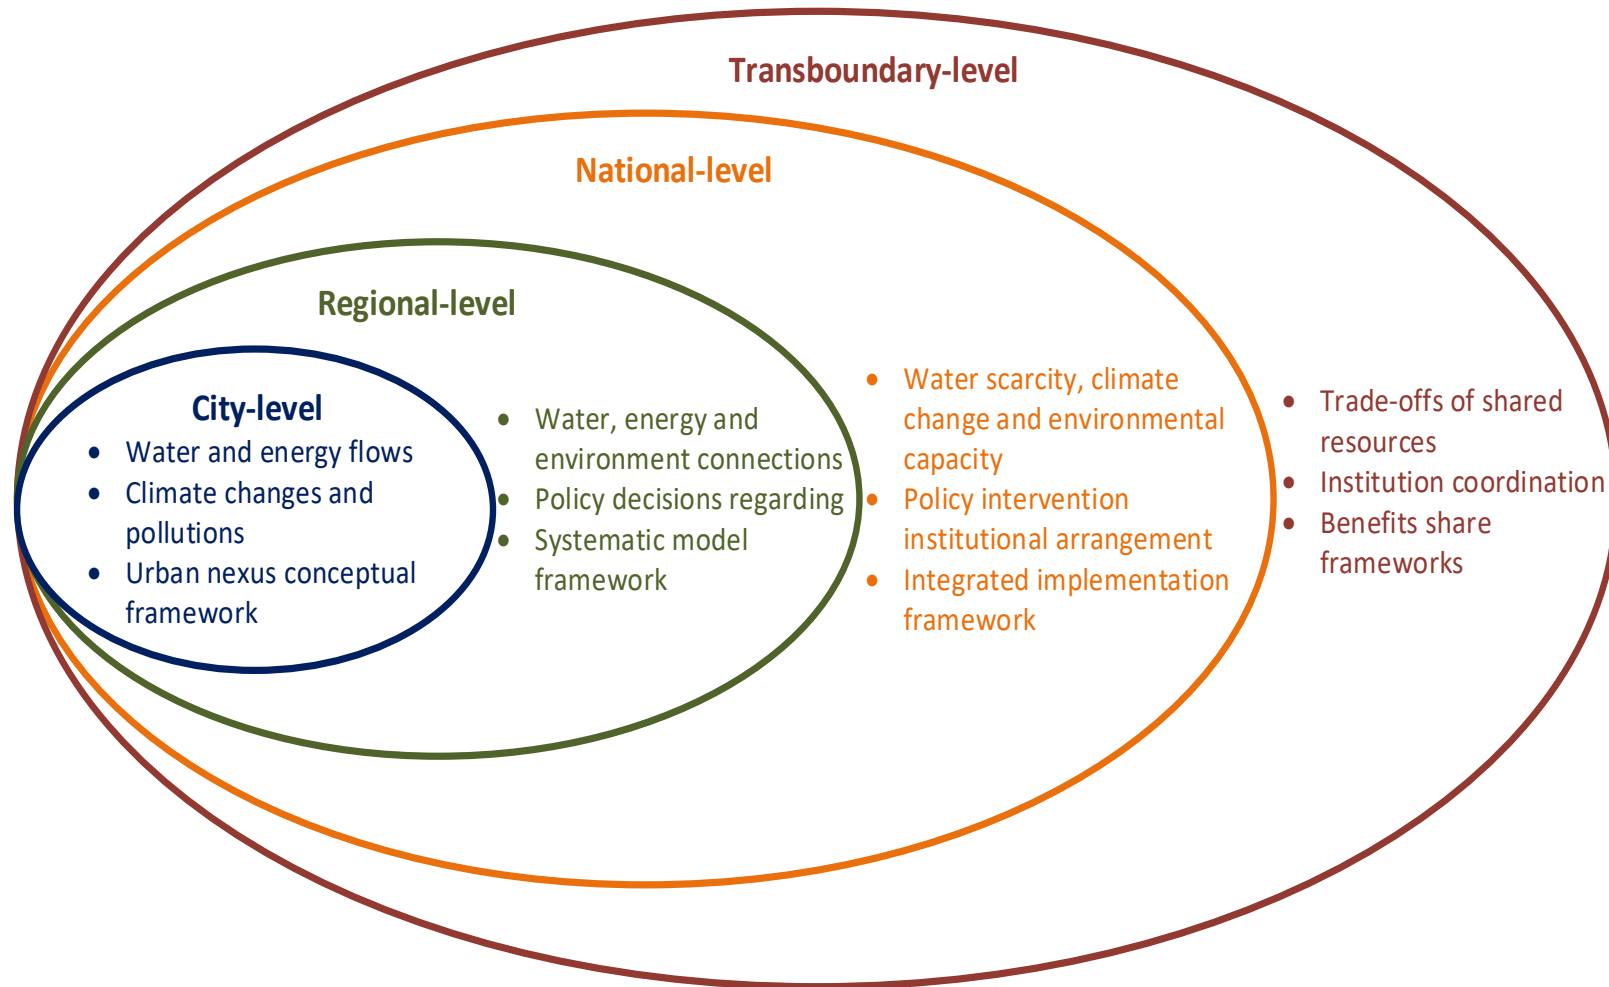 Transboundary-level
National-level
Regional-level
City-level
• Water and energy flows
• Climate changes and
pollutions
• Urban nexus conceptual
framework
• Water, energy and
environment connections
• Policy decisions regarding
• Systematic model
framework
• Water scarcity, climate
change and environmental
capacity
• Policy intervention
institutional arrangement
• Integrated implementation
framework
• Trade-offs of shared
resources
• Institution coordination
• Benefits share
frameworks